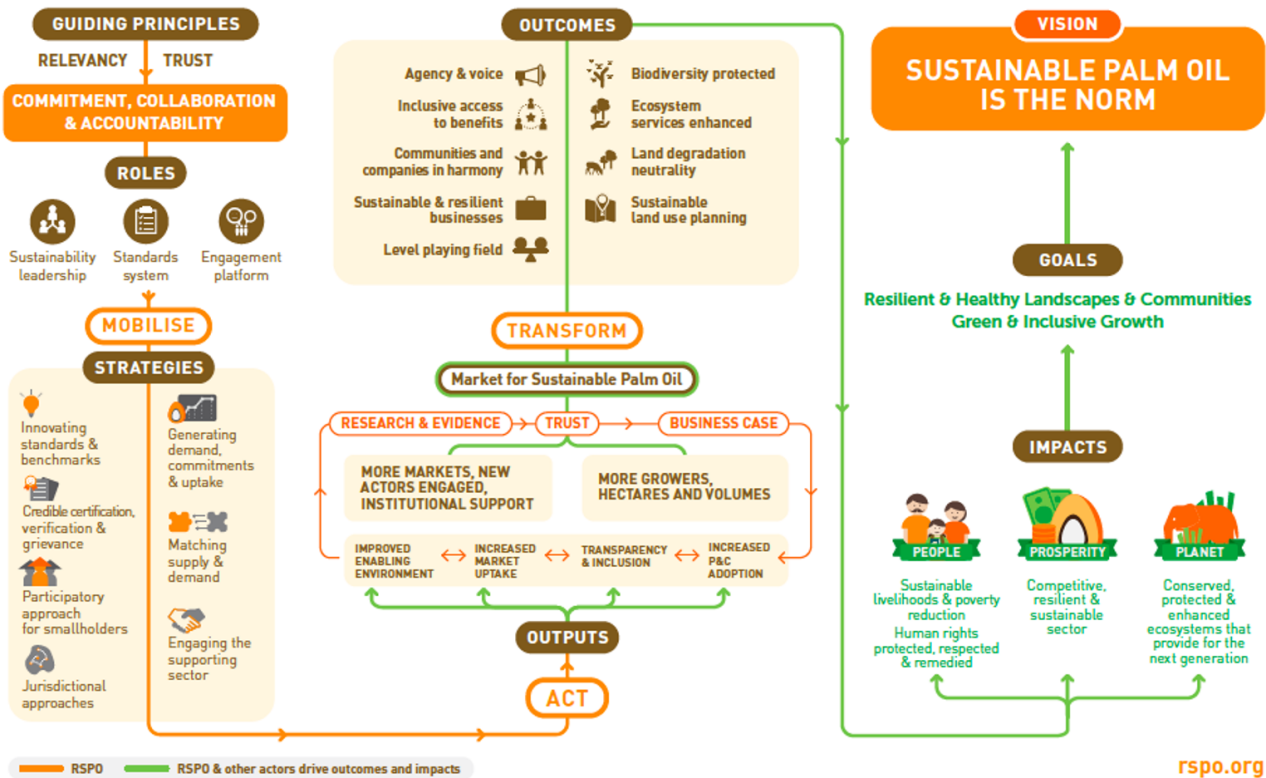 GUIDING PRINCIPLES
RELEVANCY
TRUST
COMMITMENT, COLLABORATION
& ACCOUNTABILITY
ROLES
Sustainability
leadership
Standards
system
Engagement
platform
MOBILISE
STRATEGIES
Innovating
standards &
benchmarks
Credible certification,
verification &
grievance
Participatory
approach
for smallholders
Jurisdictional
approaches
Generating
demand,
commitments
& uptake
Matching
supply &
demand
Engaging the
supporting
sector
OUTCOMES
Agency & voice
Inclusive access
to benefits
Communities and
companies in harmony
Sustainable & resilient
businesses
Level playing field
Biodiversity protected
Ecosystem
services enhanced
Land degradation
neutrality
Sustainable
land use planning
TRANSFORM
Market for Sustainable Palm Oil
RESEARCH & EVIDENCE
TRUST
BUSINESS CASE
MORE MARKETS, NEW
ACTORS ENGAGED,
INSTITUTIONAL SUPPORT
MORE GROWERS,
HECTARES AND VOLUMES
IMPROVED
ENABLING
ENVIRONMENT
INCREASED
MARKET
UPTAKE
TRANSPARENCY
& INCLUSION
INCREASED
P&C
ADOPTION
OUTPUTS
ACT
VISION
SUSTAINABLE PALM OIL
IS THE NORM
GOALS
Resilient & Healthy Landscapes & Communities
Green & Inclusive Growth
IMPACTS
PEOPLE
Sustainable
livelihoods & poverty
reduction
Human rights
protected, respected
& remedied
PROSPERITY
Competitive,
resilient &
sustainable
sector
PLANET
Conserved,
protected &
enhanced
ecosystems that
provide for the
next generation
RSPO
RSPO & other actors drive outcomes and impacts
rspo.org